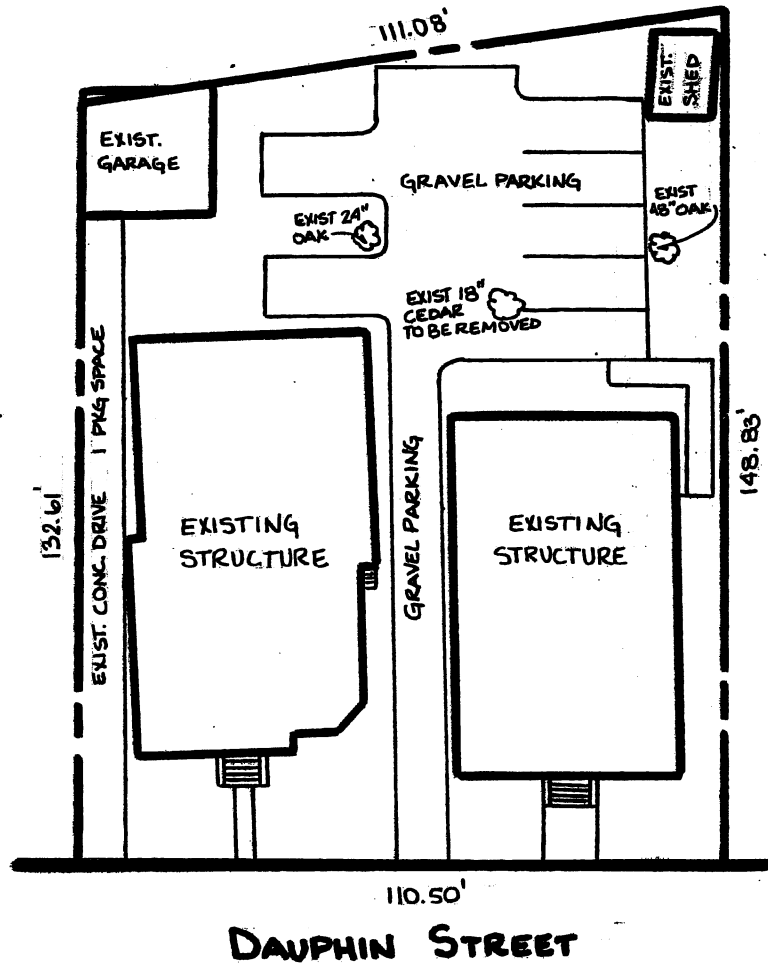 111.08'
EXIST.
SHED
EXIST.
GARAGE
GRAVEL PARKING
EXIST
48" OAK
EXIST 24"
OAK
EXIST 18"
CEDAR
TO BE REMOVED
EXIST. CONC. DRIVE 1 PKG SPACE
GRAVEL PARKING
132.61'
148.83'
EXISTING
STRUCTURE
EXISTING
STRUCTURE
110.50'
DAUPHIN STREET